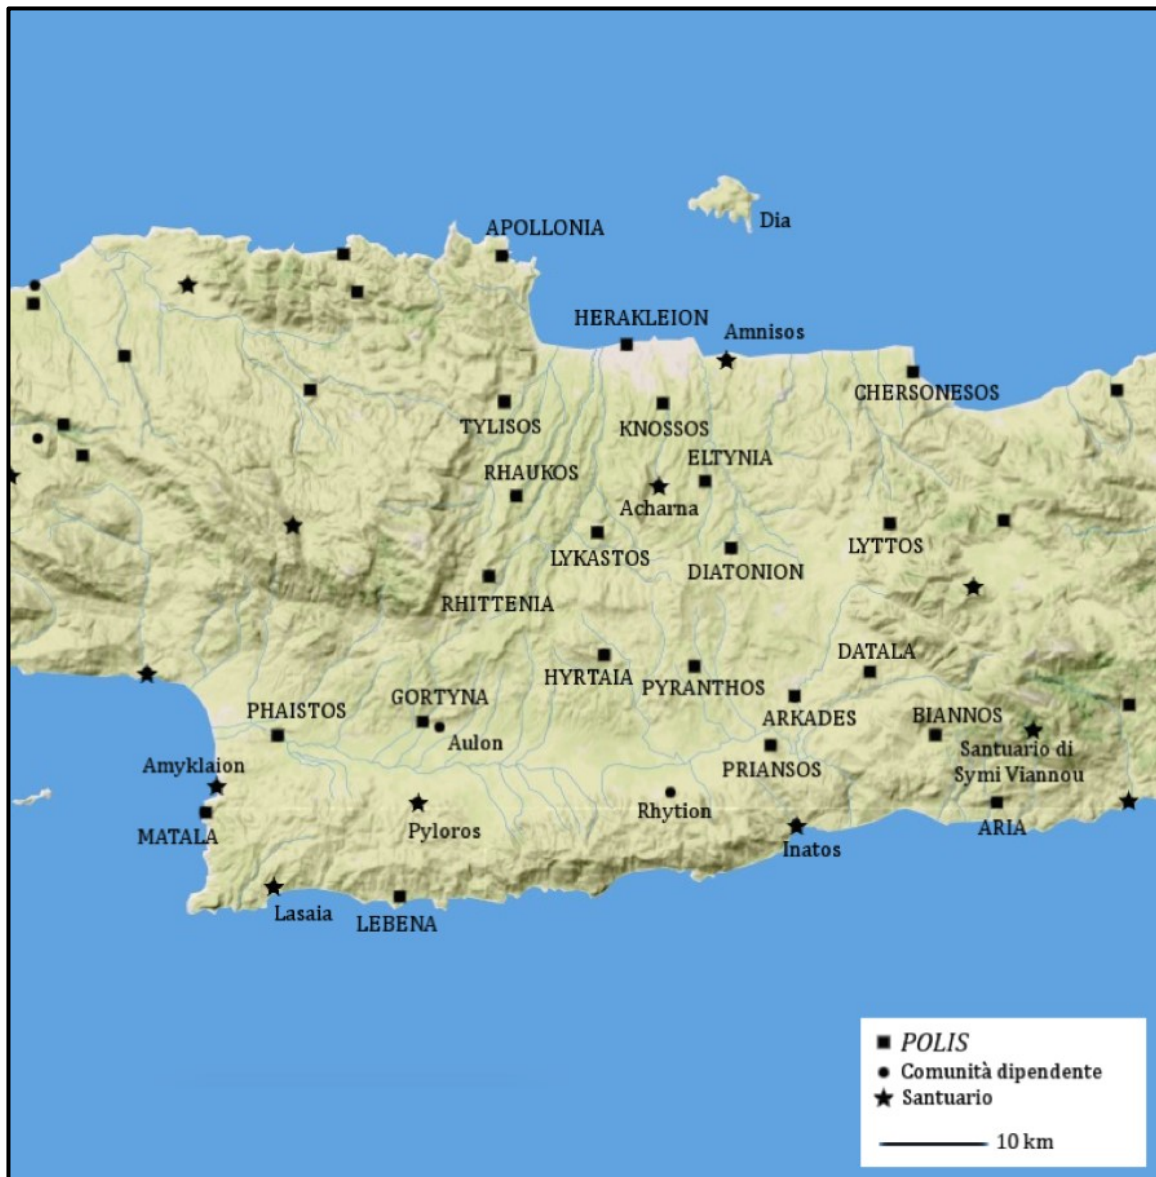 APOLLONIA
Dia
HERAKLEION
Amnisos
CHERSONESOS
TYLISOS
KNOSSOS
ELTYNIA
RHAUKOS
Acharna
LYKASTOS
LYTTOS
DIATONION
RHITTENIA
DATALA
HYRTAIA
PYRANTHOS
GORTYNA
ARKADES
PHAISTOS
BIANNOS
Aulon
Santuario di
Symi Viannou
PRIANSOS
Amyklaion
Rhytion
MATALA
Pyloros
ARIA
Inatos
Lasaia
LEBENA
POLIS
Comunità dipendente
Santuario
10 km